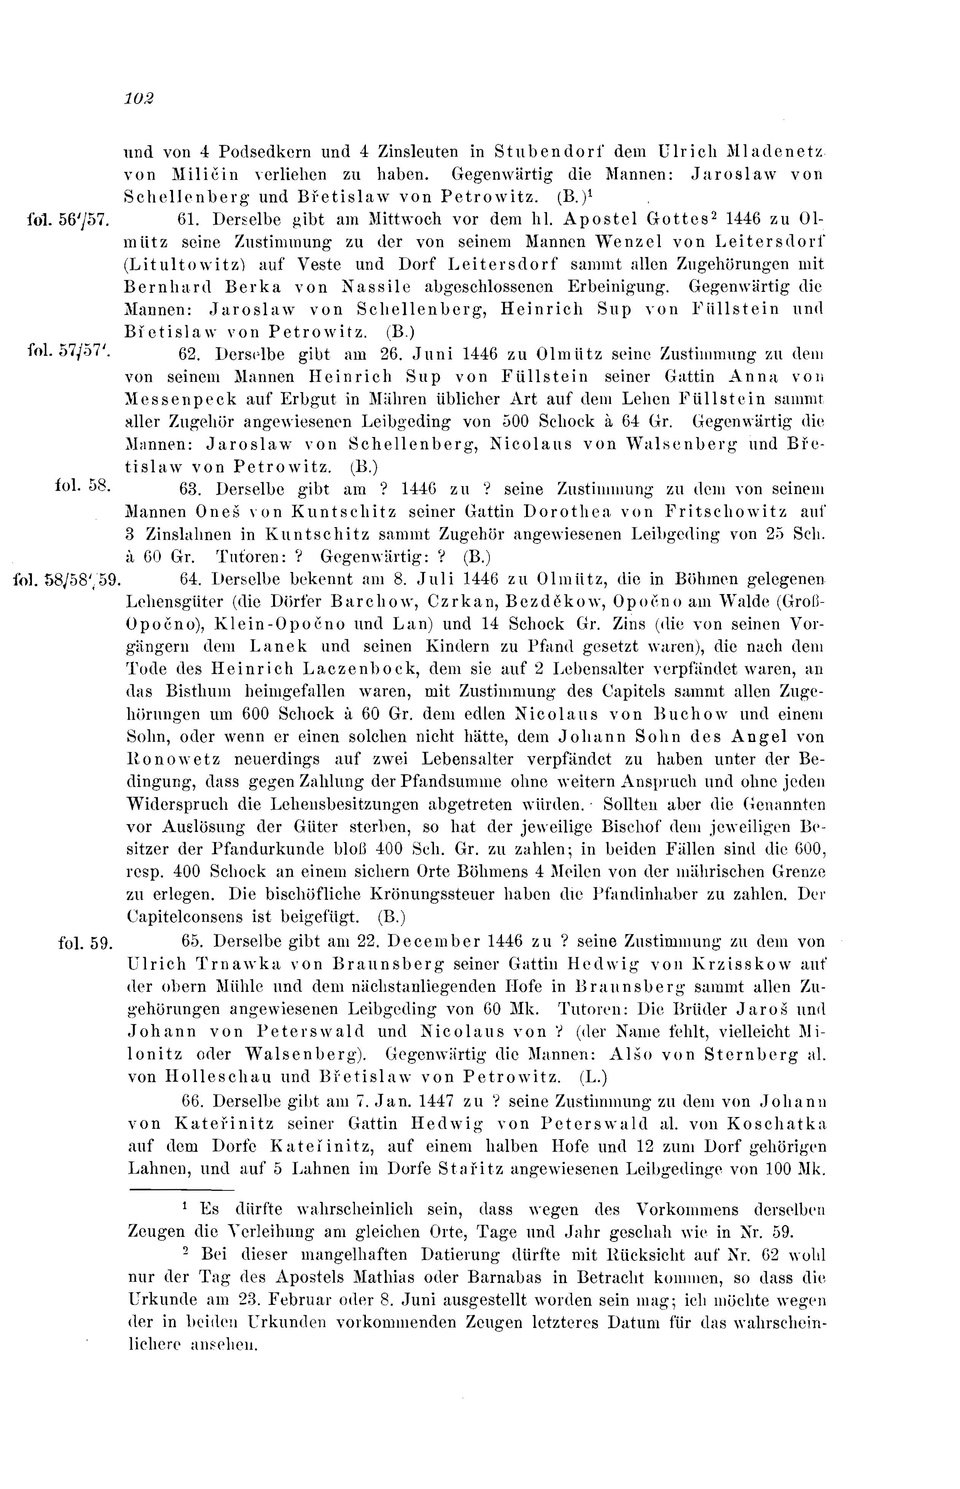 102
und von 4 Podsedkern und 4 Zinsleuten in Stubendorf dem Ulrich Mladenetz
von Miličin verliehen zu haben. Gegenwärtig die Mannen: Jaroslaw von
Schellenberg und Břetislaw von Petrowitz. (B.)¹
fol. 56'/57. 61. Derselbe gibt am Mittwoch vor dem hl. Apostel Gottes² 1446 zu Ol-
mütz seine Zustimmung zu der von seinem Mannen Wenzel von Leitersdorf
(Litultowitz) auf Veste und Dorf Leitersdorf sammt allen Zugehörungen mit
Bernhard Berka von Nassile abgeschlossenen Erbeinigung. Gegenwärtig die
Mannen: Jaroslaw von Schellenberg, Heinrich Sup von Füllstein und
Břetislaw von Petrowitz. (B.)
fol. 57/57'. 62. Derselbe gibt am 26. Juni 1446 zu Olmütz seine Zustimmung zu dem
von seinem Mannen Heinrich Sup von Füllstein seiner Gattin Anna von
Messenpeck auf Erbgut in Mähren üblicher Art auf dem Lehen Füllstein sammt
aller Zugehör angewiesenen Leibgeding von 500 Schock à 64 Gr. Gegenwärtig die
Mannen: Jaroslaw von Schellenberg, Nicolaus von Walsenberg und Bře-
tislaw von Petrowitz. (B.)
fol. 58. 63. Derselbe gibt am ? 1446 zu ? seine Zustimmung zu dem von seinem
Mannen Oneš von Kuntschitz seiner Gattin Dorothea von Fritschowitz auf
3 Zinslahnen in Kuntschitz sammt Zugehör angewiesenen Leibgeding von 25 Sch.
à 60 Gr. Tutoren: ? Gegenwärtig: ? (B.)
fol. 58/58', 59. 64. Derselbe bekennt am 8. Juli 1446 zu Olmütz, die in Böhmen gelegenen
Lehensgüter (die Dörfer Barchow, Czrkan, Bezděkow, Opočno am Walde (Groß-
Opočno), Klein-Opočno und Lan) und 14 Schock Gr. Zins (die von seinen Vor-
gängern dem Lanek und seinen Kindern zu Pfand gesetzt waren), die nach dem
Tode des Heinrich Laczenbock, dem sie auf 2 Lebensalter verpfändet waren, an
das Bisthum heimgefallen waren, mit Zustimmung des Capitels sammt allen Zuge-
hörungen um 600 Schock à 60 Gr. dem edlen Nicolaus von Buchow und einem
Sohn, oder wenn er einen solchen nicht hätte, dem Johann Sohn des Angel von
Ronowetz neuerdings auf zwei Lebensalter verpfändet zu haben unter der Be-
dingung, dass gegen Zahlung der Pfandsumme ohne weitern Anspruch und ohne jeden
Widerspruch die Lehensbesitzungen abgetreten würden. Sollten aber die Genannten
vor Auslösung der Güter sterben, so hat der jeweilige Bischof dem jeweiligen Be-
sitzer der Pfandurkunde bloß 400 Sch. Gr. zu zahlen; in beiden Fällen sind die 600,
resp. 400 Schock an einem sichern Orte Böhmens 4 Meilen von der mährischen Grenze
zu erlegen. Die bischöfliche Krönungssteuer haben die Pfandinhaber zu zahlen. Der
Capitelconsens ist beigefügt. (B.)
fol. 59. 65. Derselbe gibt am 22. December 1446 zu ? seine Zustimmung zu dem von
Ulrich Trnawka von Braunsberg seiner Gattin Hedwig von Krzisskow auf
der obern Mühle und dem nächstanliegenden Hofe in Braunsberg sammt allen Zu-
gehörungen angewiesenen Leibgeding von 60 Mk. Tutoren: Die Brüder Jaroš und
Johann von Peterswald und Nicolaus von ? (der Name fehlt, vielleicht Mi-
lonitz oder Walsenberg). Gegenwärtig die Mannen: Alšo von Sternberg al.
von Holleschau und Břetislaw von Petrowitz. (L.)
66. Derselbe gibt am 7. Jan. 1447 zu ? seine Zustimmung zu dem von Johann
von Kateřinitz seiner Gattin Hedwig von Peterswald al. von Koschatka
auf dem Dorfe Kateřinitz, auf einem halben Hofe und 12 zum Dorf gehörigen
Lahnen, und auf 5 Lahnen im Dorfe Stařitz angewiesenen Leibgedinge von 100 Mk.
¹ Es dürfte wahrscheinlich sein, dass wegen des Vorkommens derselben
Zeugen die Verleihung am gleichen Orte, Tage und Jahr geschah wie in Nr. 59.
² Bei dieser mangelhaften Datierung dürfte mit Rücksicht auf Nr. 62 wohl
nur der Tag des Apostels Mathias oder Barnabas in Betracht kommen, so dass die
Urkunde am 23. Februar oder 8. Juni ausgestellt worden sein mag; ich möchte wegen
der in beiden Urkunden vorkommenden Zeugen letzteres Datum für das wahrschein-
lichere ansehen.